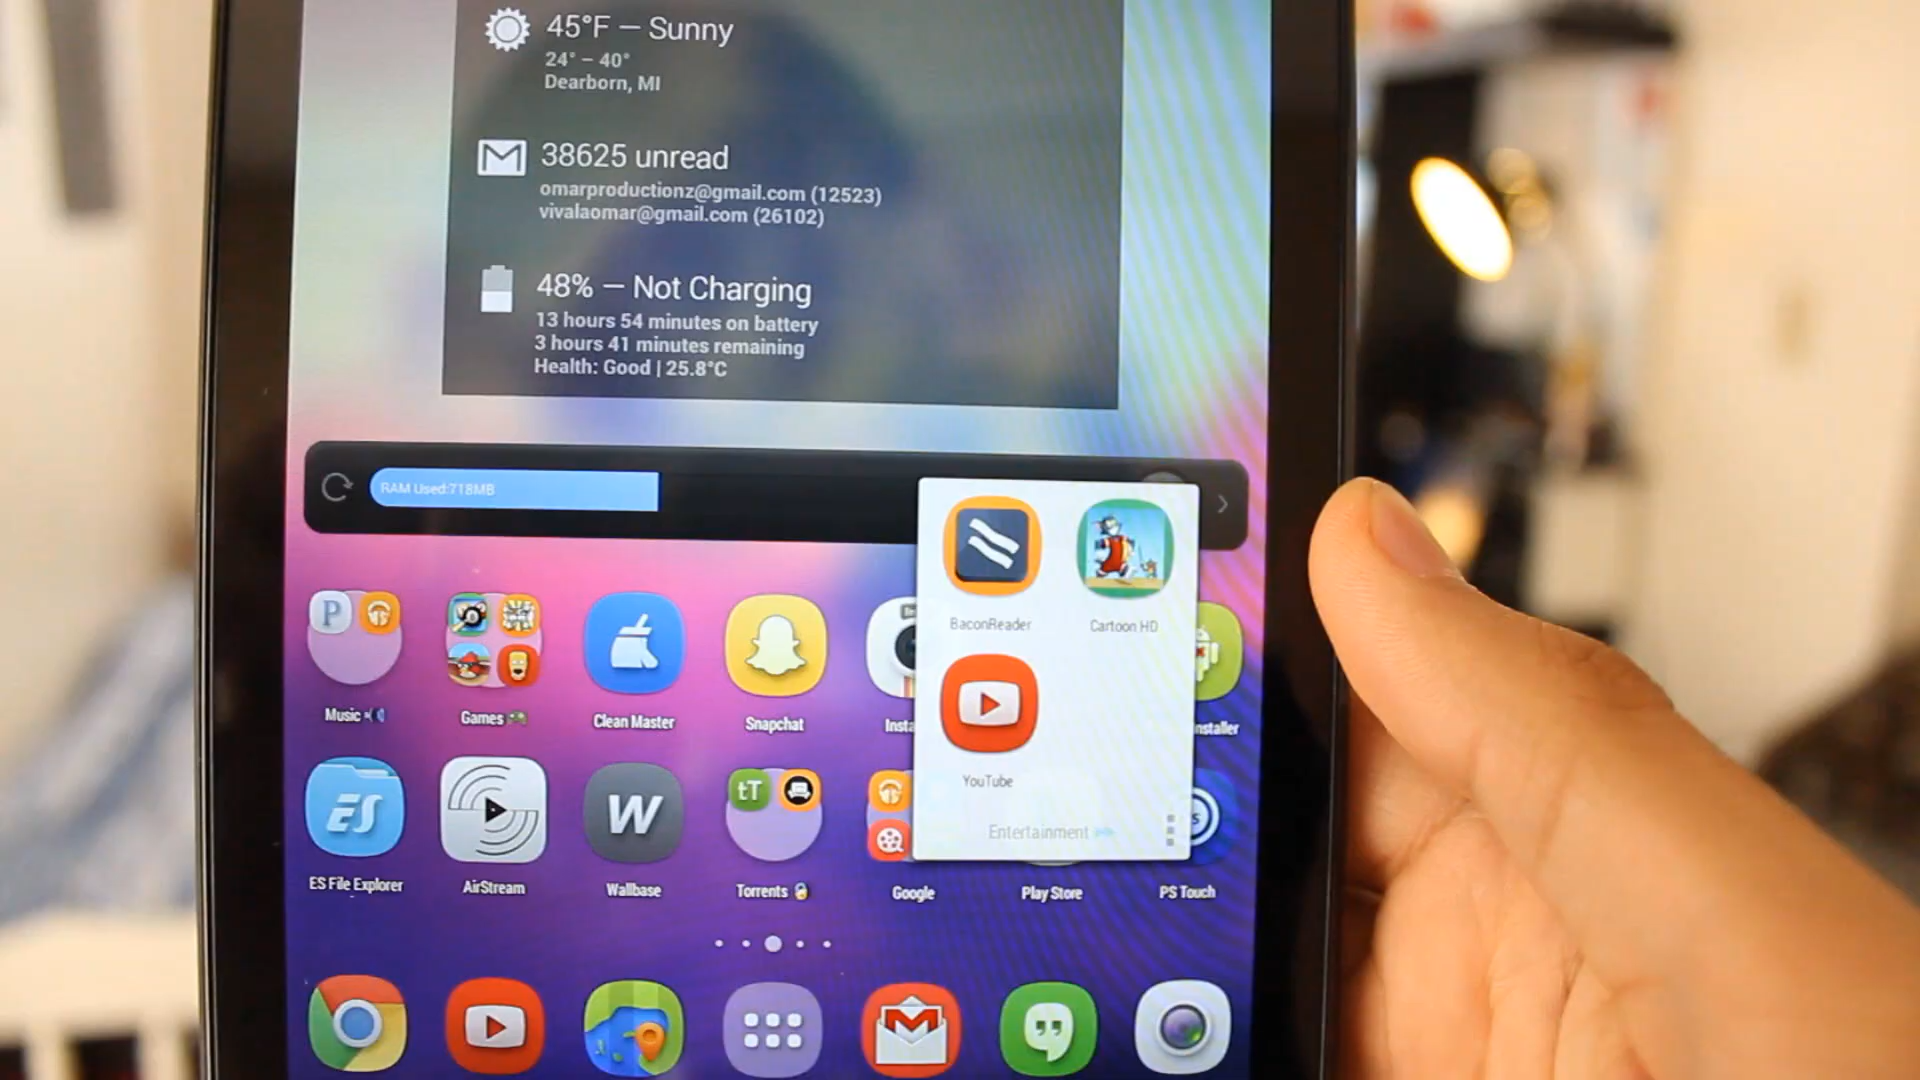 45°F — Sunny
24° – 40°
Dearborn, MI
38625 unread
omarproductionz@gmail.com (12523)
vivalaomar@gmail.com (26102)
48% — Not Charging
13 hours 54 minutes on battery
3 hours 41 minutes remaining
Health: Good | 25.8°C
RAM Used:718MB
BaconReader
Cartoon HD
YouTube
Entertainment
P
Music
Games
Clean Master
Snapchat
Insta
nstaller
ES
W
tT
S
ES File Explorer
AirStream
Wallbase
Torrents
Google
Play Store
PS Touch